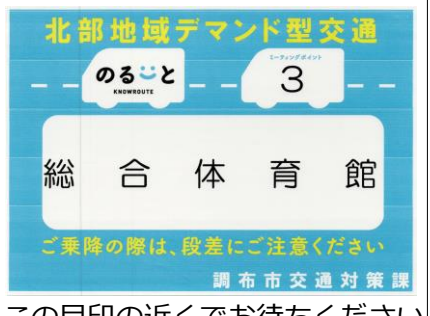 北部地域デマンド型交通
のるーと
KNOWROUTE
ミーティングポイント
3
総合体育館
ご乗降の際は、段差にご注意ください
調布市交通対策課
この目印の近くでお待ちください